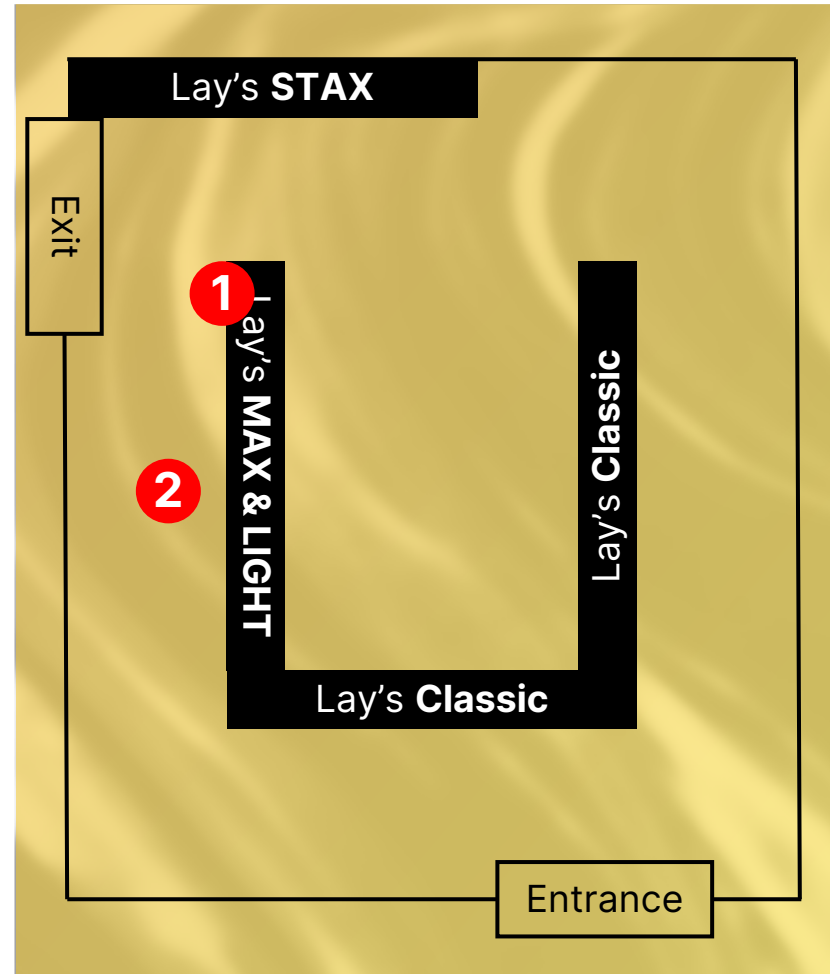 Lay’s STAX
Exit
1
Lay’s MAX & LIGHT
2
Lay’s Classic
Lay’s Classic
Entrance